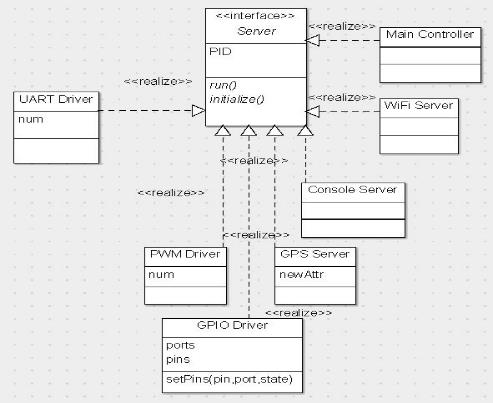 <<interface>>
Server
PID
run()
initialize()
<<realize>>
Main Controller
<<realize>>
UART Driver
num
<<realize>>
WiFi Server
<<realize>>
<<realize>>
<<realize>>
Console Server
<<realize>>
PWM Driver
num
GPS Server
newAttr
<<realize>>
GPIO Driver
ports
pins
setPins(pin,port,state)